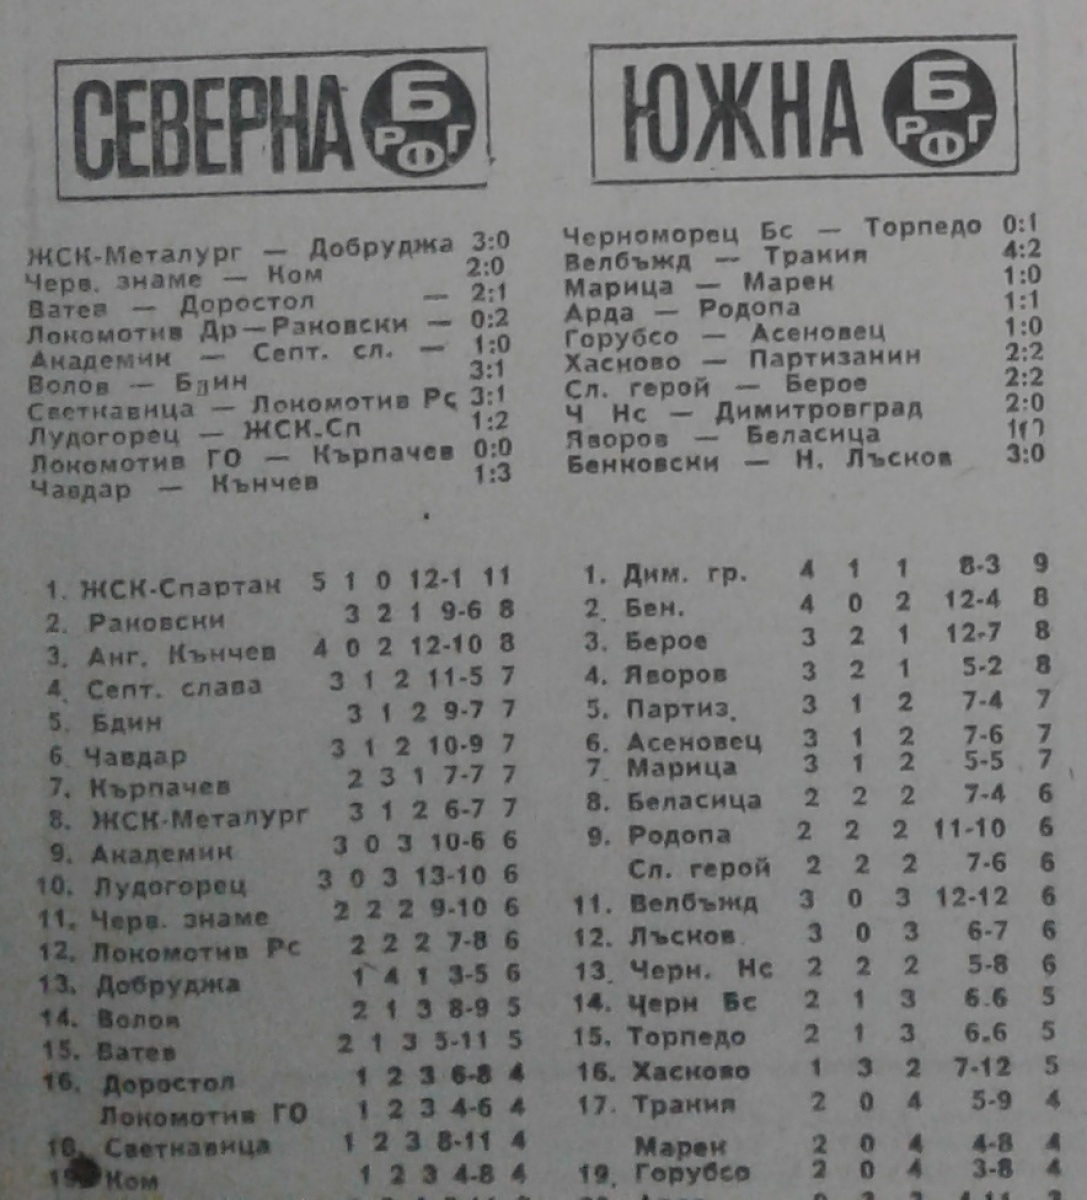 СЕВЕРНА Б РФГ
ЖСК-Металург — Добруджа 3:0
Черв. знаме — Ком 2:0
Ватев — Доростол — 2:1
Локомотив Др—Раковски — 0:2
Академик — Септ. сл. — 1:0
Волов — Бдин 3:1
Светкавица — Локомотив Рс 3:1
Лудогорец — ЖСК-Сп 1:2
Локомотив ГО — Кърпачев 0:0
Чавдар — Кънчев 1:3
1. ЖСК-Спартак 5 1 0 12-1 11
2. Раковски 3 2 1 9-6 8
3. Анг. Кънчев 4 0 2 12-10 8
4. Септ. слава 3 1 2 11-5 7
5. Бдин 3 1 2 9-7 7
6. Чавдар 3 1 2 10-9 7
7. Кърпачев 2 3 1 7-7 7
8. ЖСК-Металург 3 1 2 6-7 7
9. Академик 3 0 3 10-6 6
10. Лудогорец 3 0 3 13-10 6
11. Черв. знаме 2 2 2 9-10 6
12. Локомотив Рс 2 2 2 7-8 6
13. Добруджа 1 4 1 3-5 6
14. Волов 2 1 3 8-9 5
15. Ватев 2 1 3 5-11 5
16. Доростол 1 2 3 6-8 4
Локомотив ГО 1 2 3 4-6 4
18. Светкавица 1 2 3 8-11 4
19. Ком 1 2 3 4-8 4
ЮЖНА Б РФГ
Черноморец Бс — Торпедо 0:1
Велбъжд — Тракия 4:2
Марица — Марек 1:0
Арда — Родопа 1:1
Горубсо — Асеновец 1:0
Хасково — Партизанин 2:2
Сл. герой — Берое 2:2
Ч Нс — Димитровград 2:0
Яворов — Беласица
Бенковски — Н. Лъсков 3:0
1. Дим. гр. 4 1 1 8-3 9
2. Бен. 4 0 2 12-4 8
3. Берое 3 2 1 12-7 8
4. Яворов 3 2 1 5-2 8
5. Партиз. 3 1 2 7-4 7
6. Асеновец 3 1 2 7-6 7
7. Марица 3 1 2 5-5 7
8. Беласица 2 2 2 7-4 6
9. Родопа 2 2 2 11-10 6
Сл. герой 2 2 2 7-6 6
11. Велбъжд 3 0 3 12-12 6
12. Лъсков 3 0 3 6-7 6
13. Черн. Нс 2 2 2 5-8 6
14. Черн Бс 2 1 3 6.6 5
15. Торпедо 2 1 3 6.6 5
16. Хасково 1 3 2 7-12 5
17. Тракия 2 0 4 5-9 4
Марек 2 0 4 4-8 4
19. Горубсо 2 0 4 3-8 4